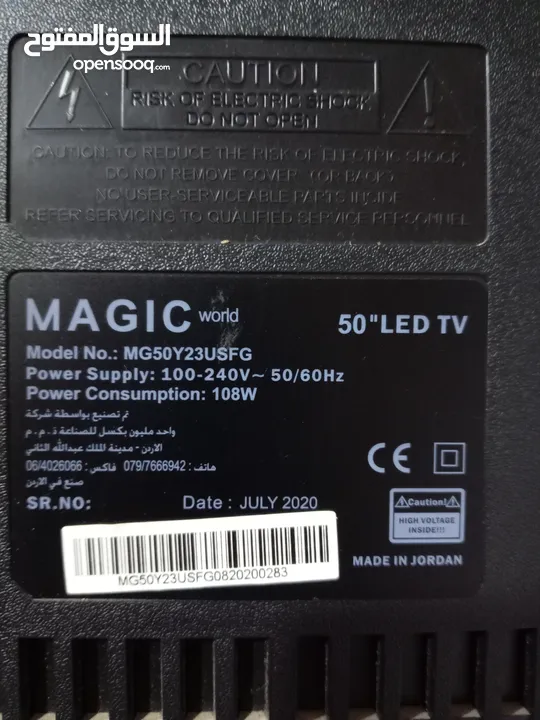 السوق المفتوح
opensooq.com
CAUTION
RISK OF ELECTRIC SHOCK
DO NOT OPEN
CAUTION: TO REDUCE THE RISK OF ELECTRIC SHOCK,
DO NOT REMOVE COVER (OR BACK).
NO USER-SERVICEABLE PARTS INSIDE
REFER SERVICING TO QUALIFIED SERVICE PERSONNEL
MAGIC world
50"LED TV
Model No.: MG50Y23USFG
Power Supply: 100-240V~ 50/60Hz
Power Consumption: 108W
تم تصنيع بواسطة شركة
واحد مليون بكسل للصناعة ذ . م . م
الاردن - مدينة الملك عبدالله الثاني
هاتف : 079/7666942 فاكس : 06/4026066
صنع في الاردن
CE
SR.NO:
Date : JULY 2020
Caution!
HIGH VOLTAGE
INSIDE!!!
MG50Y23USFG0820200283
MADE IN JORDAN